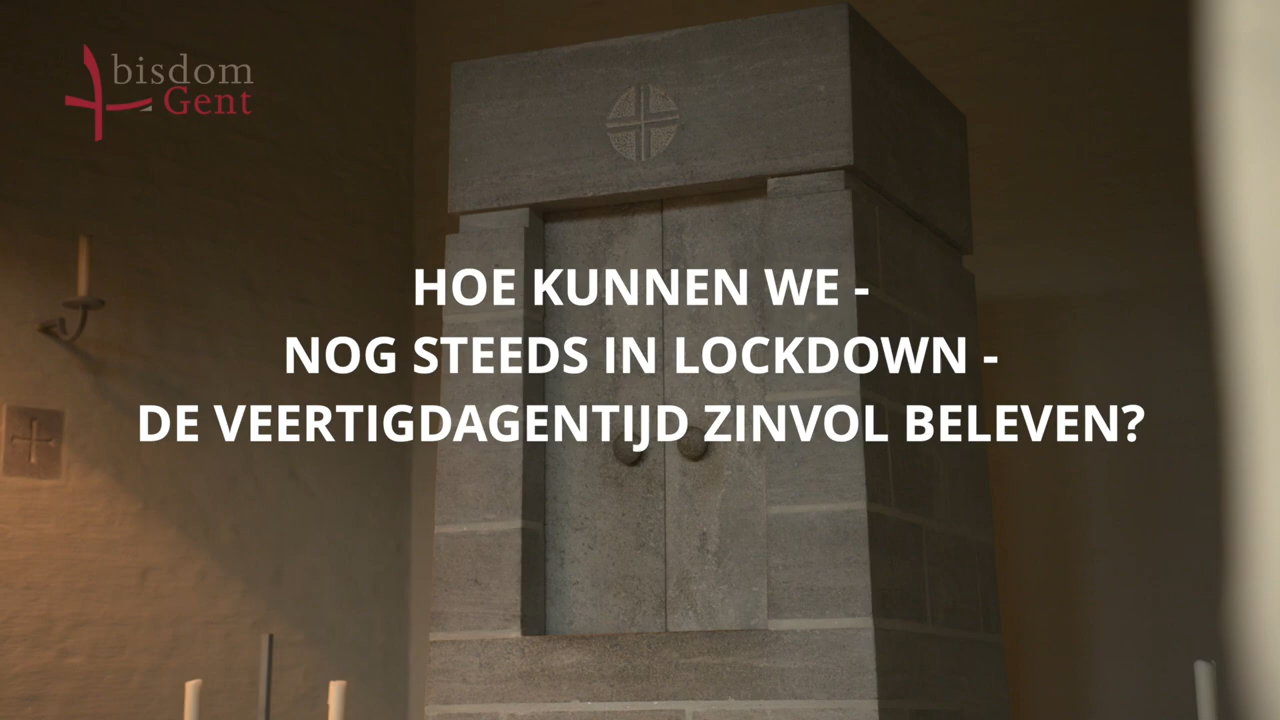 bisdom
Gent
HOE KUNNEN WE -
NOG STEEDS IN LOCKDOWN -
DE VEERTIGDAGENTIJD ZINVOL BELEVEN?